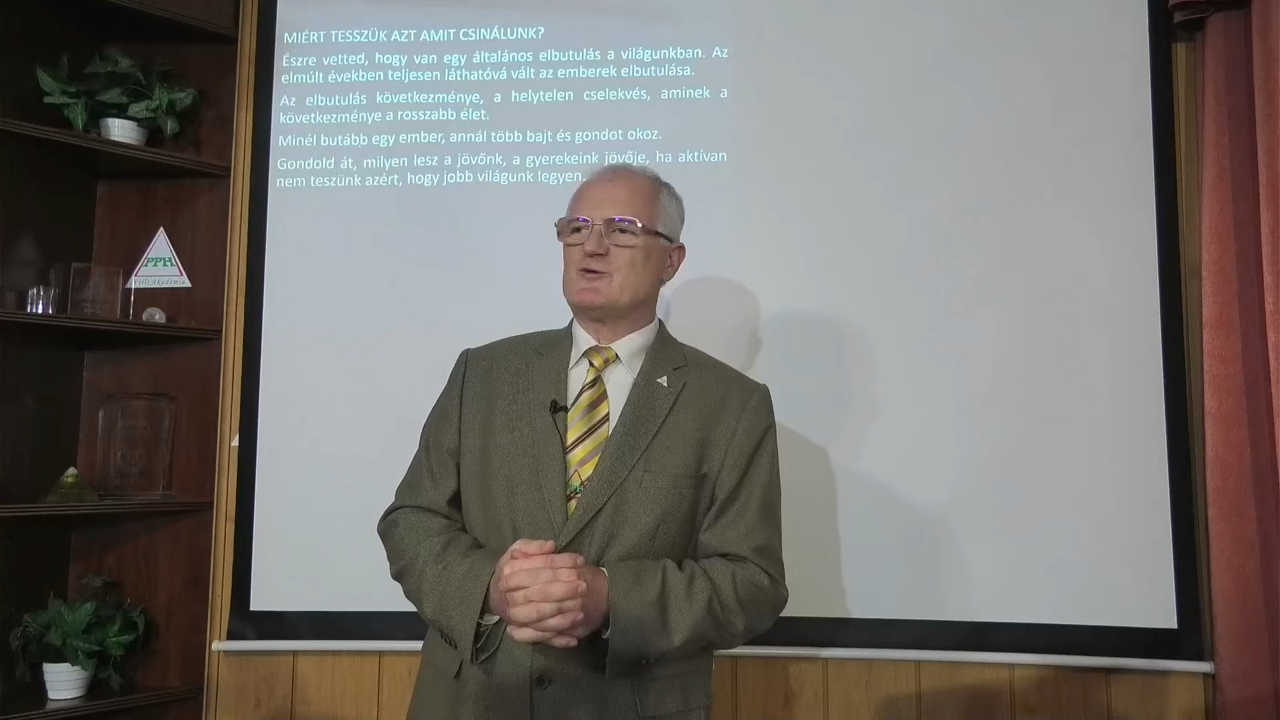 MIÉRT TESSZÜK AZT AMIT CSINÁLUNK?
Észre vetted, hogy van egy általános elbutulás a világunkban. Az
elmúlt években teljesen láthatóvá vált az emberek elbutulása.
Az elbutulás következménye, a helytelen cselekvés, aminek a
következménye a rosszabb élet.
Minél butább egy ember, annál több bajt és gondot okoz.
Gondold át, milyen lesz a jövőnk, a gyerekeink jövője, ha aktívan
nem teszünk azért, hogy jobb világunk legyen.
PPH
Nyílt Akadémia
PPH